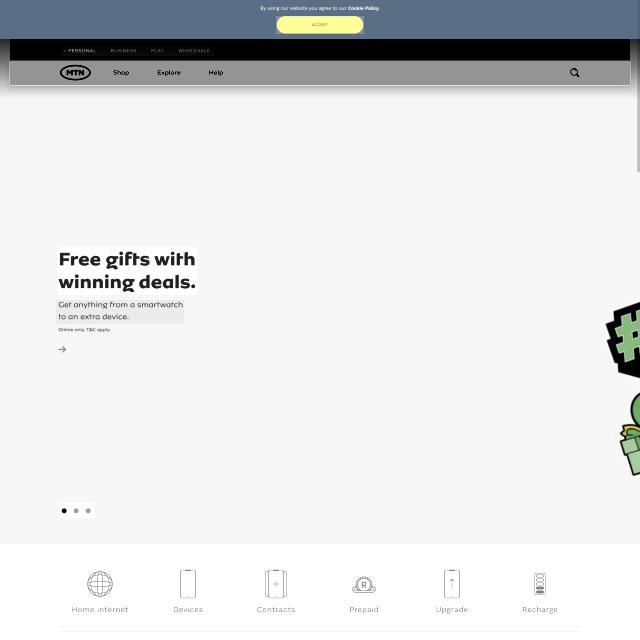 By using our website you agree to our Cookie Policy.
ACCEPT
> PERSONAL BUSINESS PLAY WHOLESALE
MTN Shop Explore Help
Free gifts with
winning deals.
Get anything from a smartwatch
to an extra device.
Online only. T&C apply.
#
Home internet Devices Contracts Prepaid Upgrade Recharge